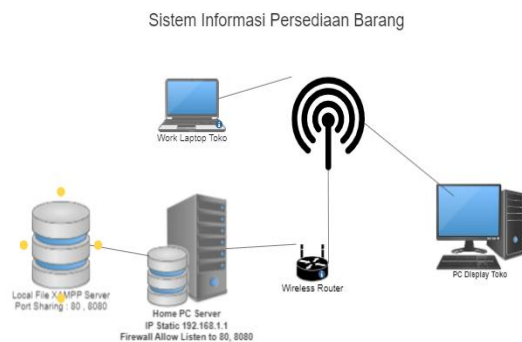 Sistem Informasi Persediaan Barang
Work Laptop Toko
PC Display Toko
Wireless Router
Local File XAMPP Server
Port Sharing : 80 , 8080
Home PC Server
IP Static 192.168.1.1
Firewall Allow Listen to 80, 8080